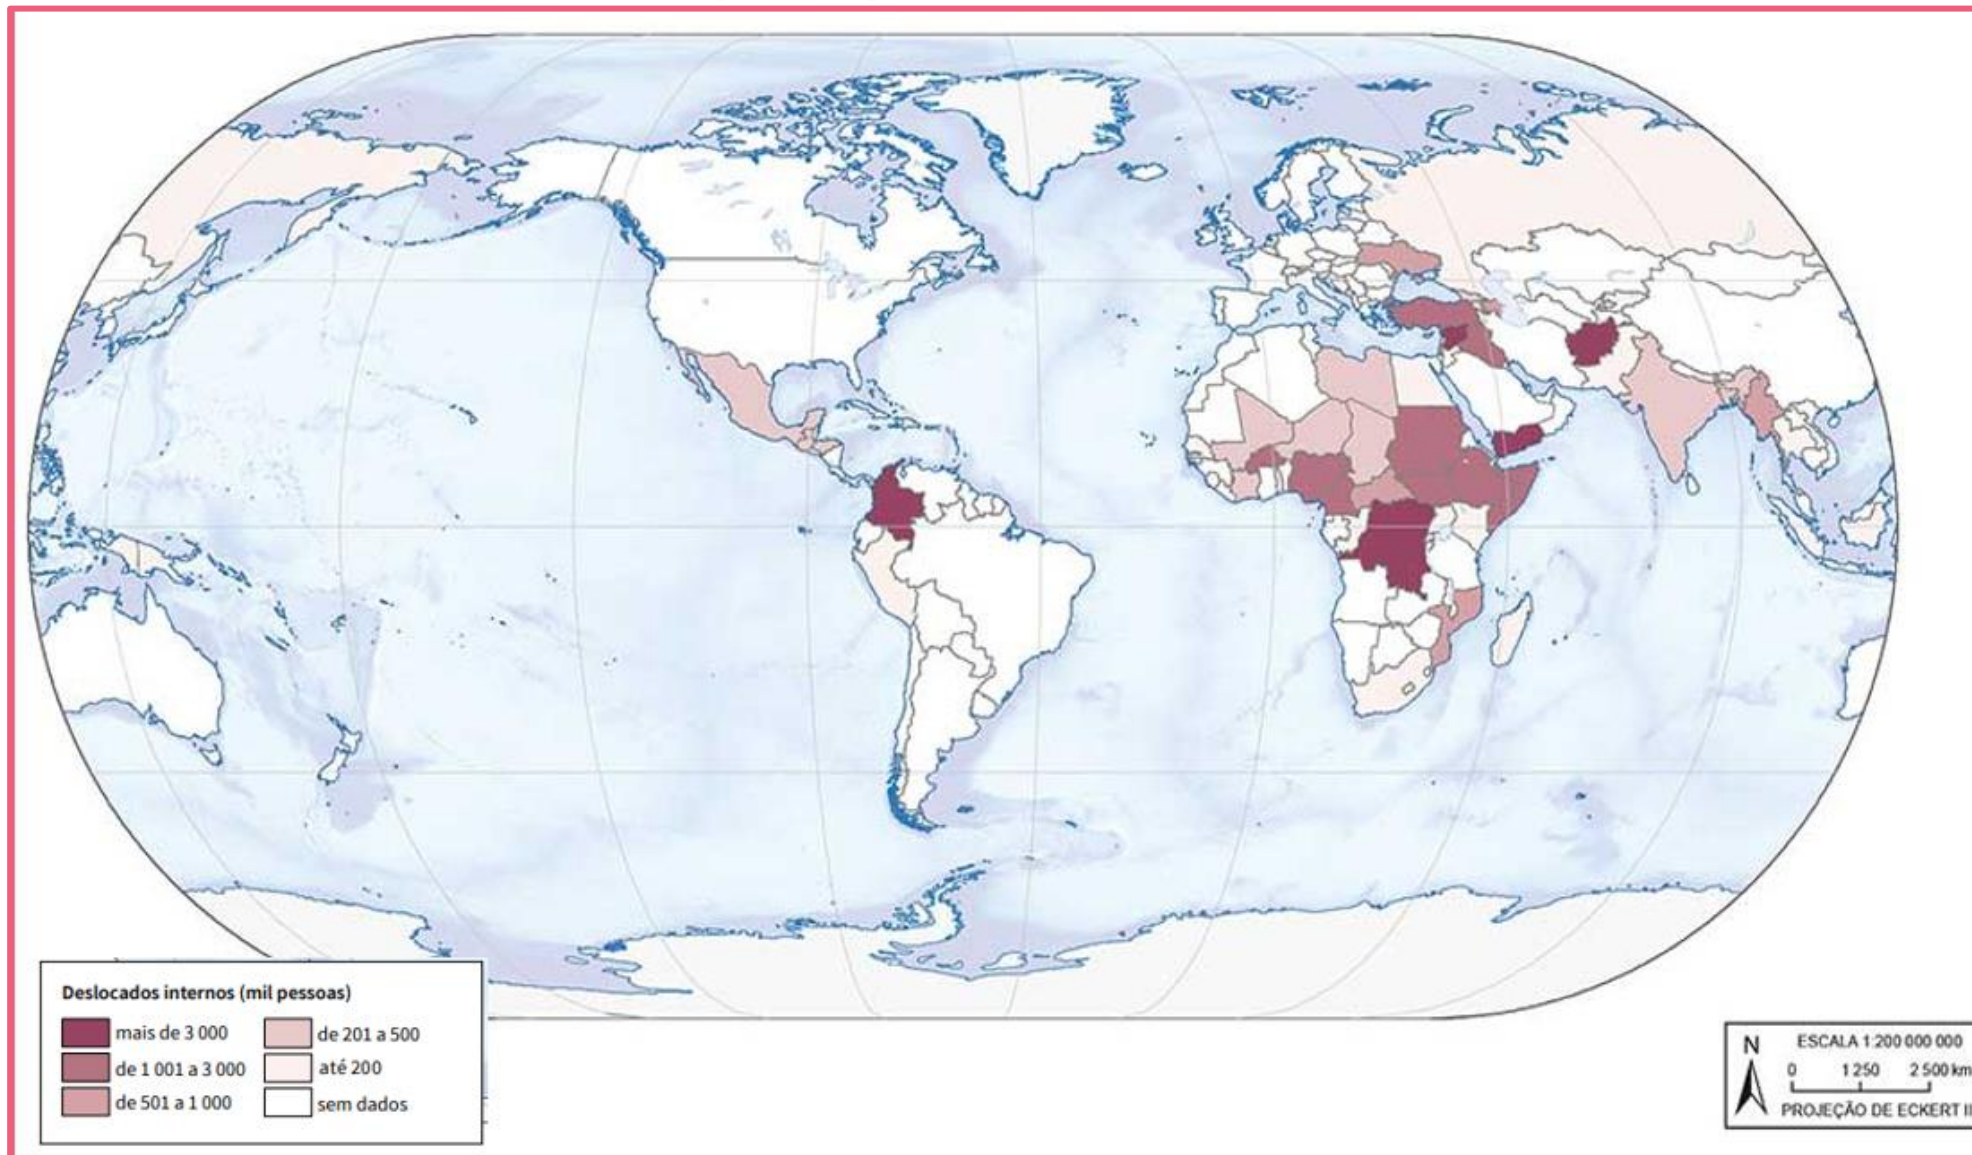 Deslocados internos (mil pessoas)
mais de 3 000
de 1 001 a 3 000
de 501 a 1 000
de 201 a 500
até 200
sem dados
N
ESCALA 1:200 000 000
0 1 250 2 500 km
PROJEÇÃO DE ECKERT II